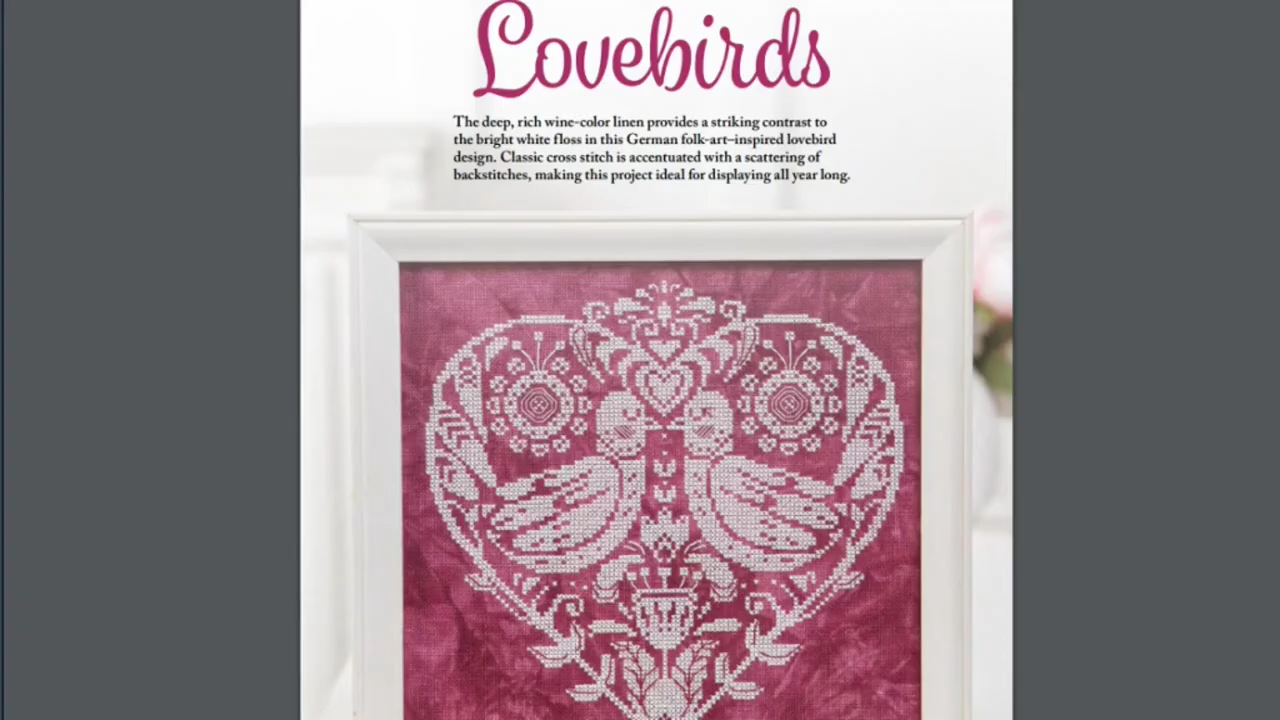 Lovebirds
The deep, rich wine-color linen provides a striking contrast to
the bright white floss in this German folk-art–inspired lovebird
design. Classic cross stitch is accentuated with a scattering of
backstitches, making this project ideal for displaying all year long.